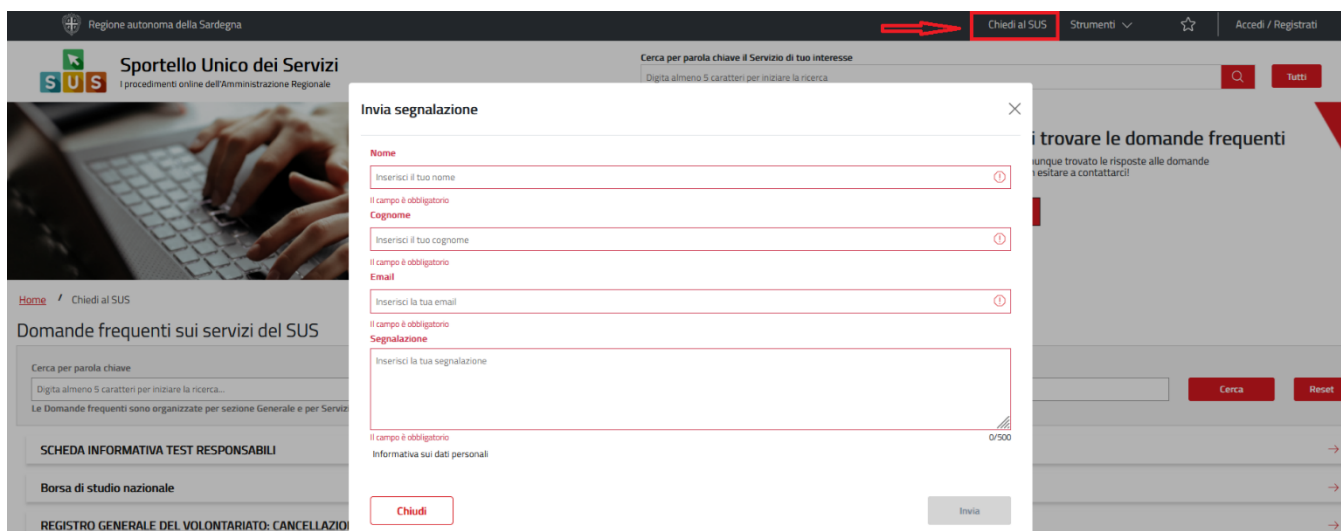 Regione autonoma della Sardegna
Chiedi al SUS
Strumenti
Accedi / Registrati
SUS
Sportello Unico dei Servizi
I procedimenti online dell'Amministrazione Regionale
Cerca per parola chiave il Servizio di tuo interesse
Digita almeno 5 caratteri per iniziare la ricerca
Tutti
i trovare le domande frequenti
unque trovato le risposte alle domande
esitare a contattarci!
Invia segnalazione
Nome
Inserisci il tuo nome
Il campo è obbligatorio
Cognome
Inserisci il tuo cognome
Il campo è obbligatorio
Email
Inserisci la tua email
Il campo è obbligatorio
Segnalazione
Inserisci la tua segnalazione
Il campo è obbligatorio
0/500
Informativa sui dati personali
Chiudi
Invia
Home / Chiedi al SUS
Domande frequenti sui servizi del SUS
Cerca per parola chiave
Digita almeno 5 caratteri per iniziare la ricerca...
Cerca
Reset
Le Domande frequenti sono organizzate per sezione Generale e per Servizi
SCHEDA INFORMATIVA TEST RESPONSABILI
Borsa di studio nazionale
REGISTRO GENERALE DEL VOLONTARIATO: CANCELLAZIO